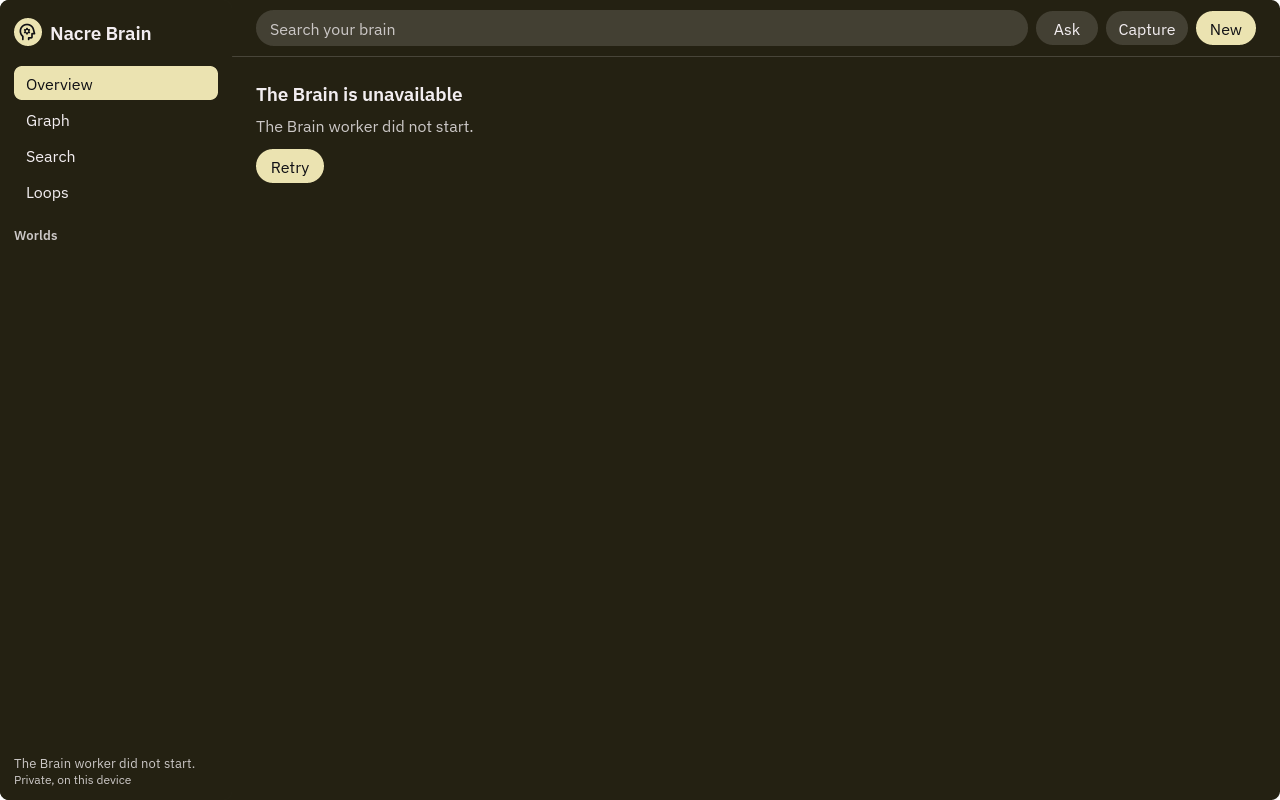 Nacre Brain
Overview
Graph
Search
Loops
Worlds
The Brain worker did not start.
Private, on this device
Search your brain
Ask
Capture
New
The Brain is unavailable
The Brain worker did not start.
Retry